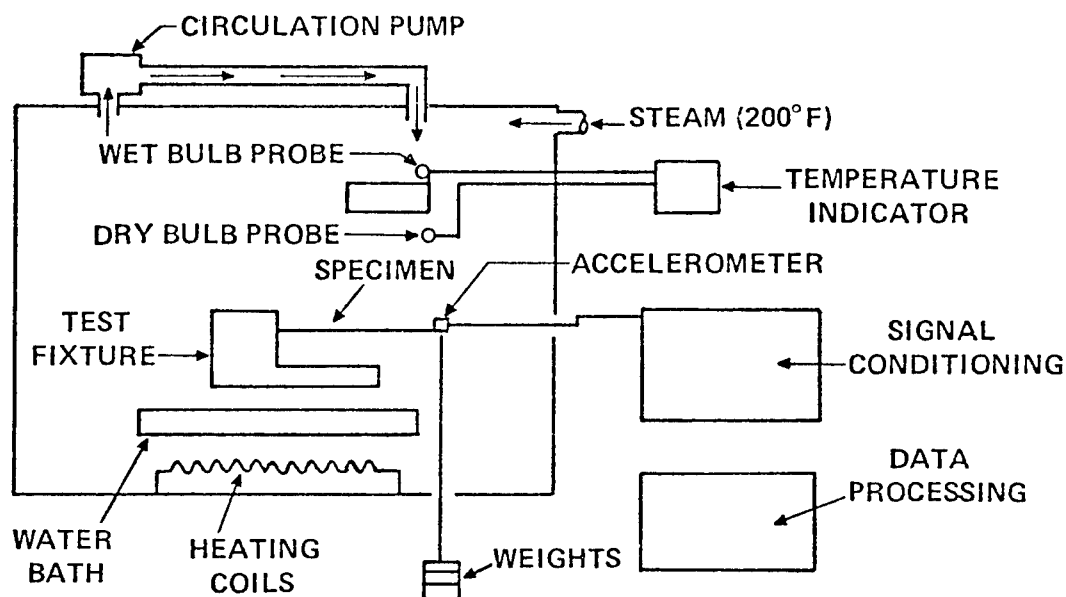 CIRCULATION PUMP
STEAM (200°F)
WET BULB PROBE
TEMPERATURE
INDICATOR
DRY BULB PROBE
SPECIMEN
ACCELEROMETER
TEST
FIXTURE
SIGNAL
CONDITIONING
DATA
PROCESSING
WATER
BATH
HEATING
COILS
WEIGHTS